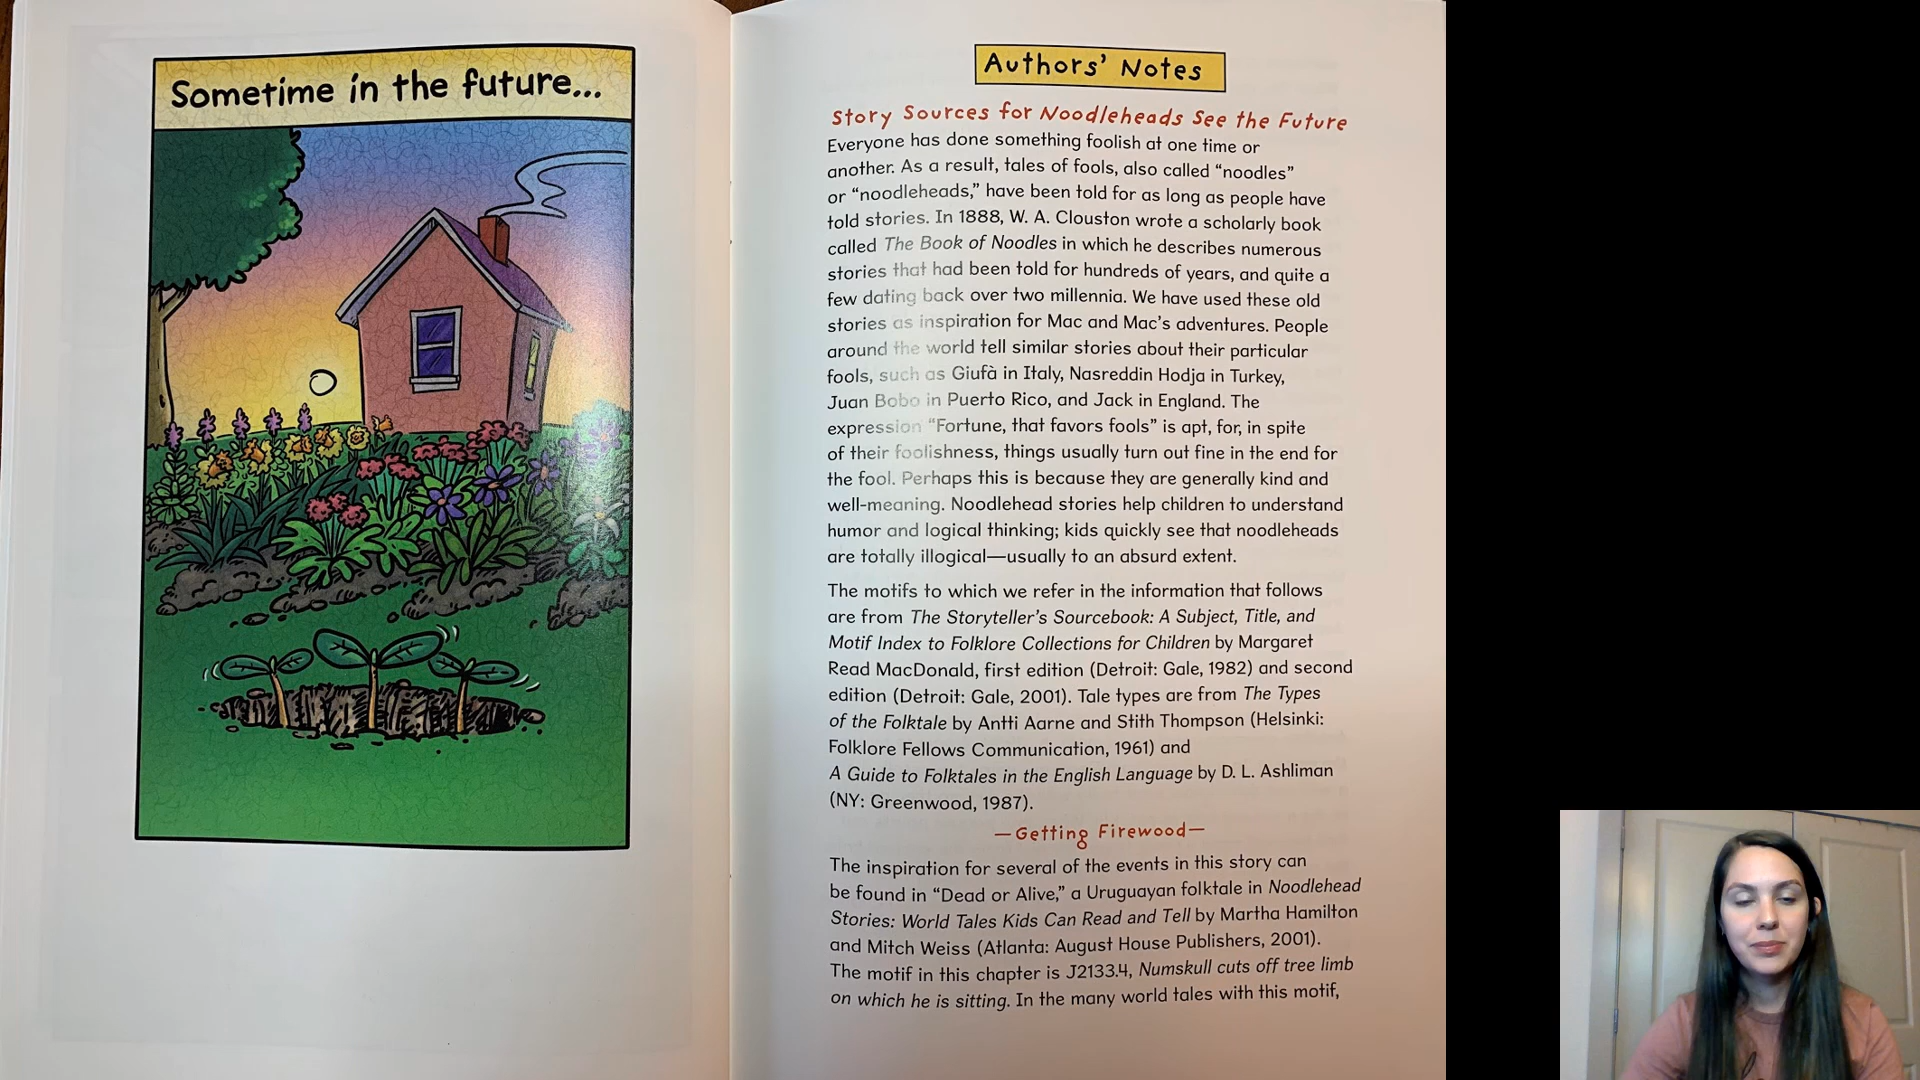 Sometime in the future...
Authors' Notes
Story Sources for Noodleheads See the Future
Everyone has done something foolish at one time or
another. As a result, tales of fools, also called “noodles”
or “noodleheads,” have been told for as long as people have
told stories. In 1888, W. A. Clouston wrote a scholarly book
called The Book of Noodles in which he describes numerous
stories that had been told for hundreds of years, and quite a
few dating back over two millennia. We have used these old
stories as inspiration for Mac and Mac’s adventures. People
around the world tell similar stories about their particular
fools, such as Giufà in Italy, Nasreddin Hodja in Turkey,
Juan Bobo in Puerto Rico, and Jack in England. The
expression “Fortune, that favors fools” is apt, for, in spite
of their foolishness, things usually turn out fine in the end for
the fool. Perhaps this is because they are generally kind and
well-meaning. Noodlehead stories help children to understand
humor and logical thinking; kids quickly see that noodleheads
are totally illogical—usually to an absurd extent.
The motifs to which we refer in the information that follows
are from The Storyteller’s Sourcebook: A Subject, Title, and
Motif Index to Folklore Collections for Children by Margaret
Read MacDonald, first edition (Detroit: Gale, 1982) and second
edition (Detroit: Gale, 2001). Tale types are from The Types
of the Folktale by Antti Aarne and Stith Thompson (Helsinki:
Folklore Fellows Communication, 1961) and
A Guide to Folktales in the English Language by D. L. Ashliman
(NY: Greenwood, 1987).
—Getting Firewood—
The inspiration for several of the events in this story can
be found in “Dead or Alive,” a Uruguayan folktale in Noodlehead
Stories: World Tales Kids Can Read and Tell by Martha Hamilton
and Mitch Weiss (Atlanta: August House Publishers, 2001).
The motif in this chapter is J2133.4, Numskull cuts off tree limb
on which he is sitting. In the many world tales with this motif,